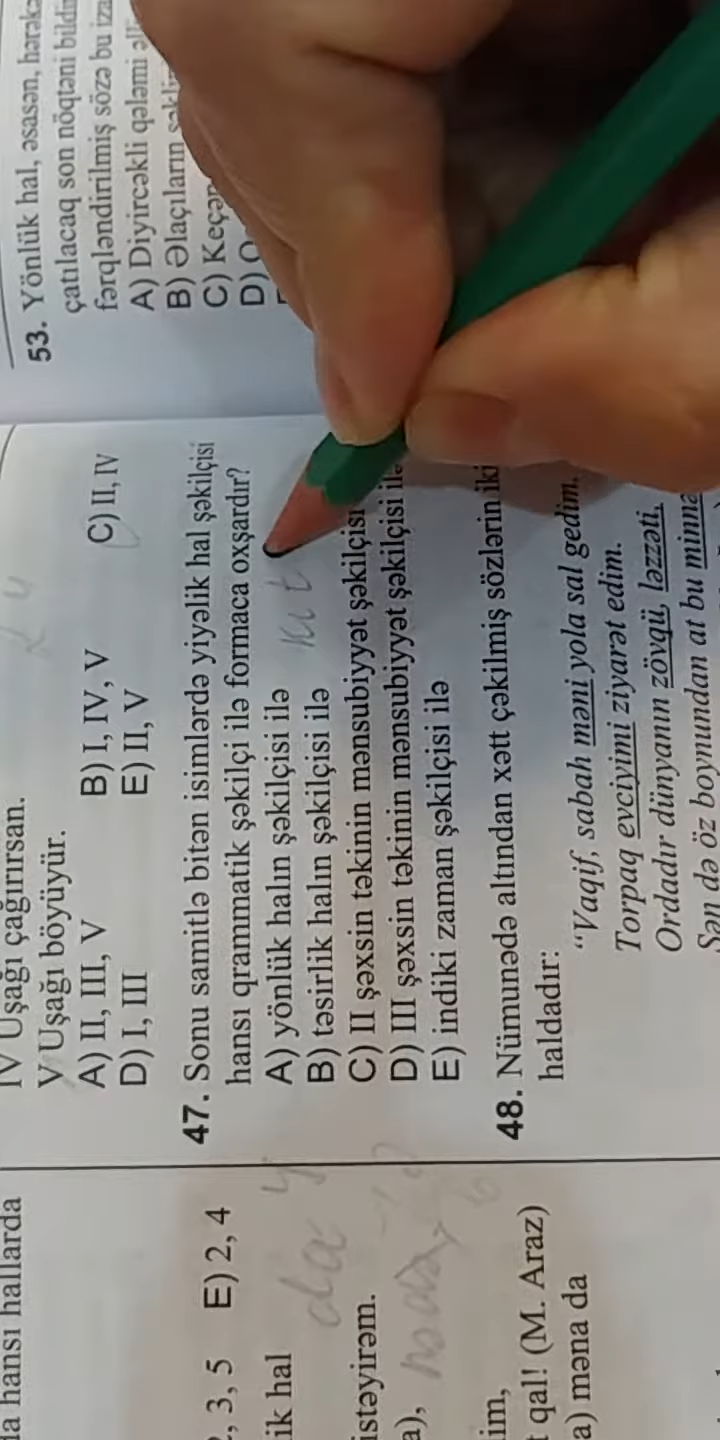 la hansı hallarda
, 3, 5 E) 2, 4
ik hal
istəyirəm.
a),
im,
t qal! (M. Araz)
a) məna da
IV Uşağı çağırırsan.
V Uşağı böyüyür.
A) II, III, V B) I, IV, V C) II, IV
D) I, III E) II, V
47. Sonu samitlə bitən isimlərdə yiyəlik hal şəkilçisi
hansı qrammatik şəkilçi ilə formaca oxşardır?
A) yönlük halın şəkilçisi ilə
B) təsirlik halın şəkilçisi ilə
C) II şəxsin təkinin mənsubiyyət şəkilçisi
D) III şəxsin təkinin mənsubiyyət şəkilçisi ilə
E) indiki zaman şəkilçisi ilə
48. Nümunədə altından xətt çəkilmiş sözlərin iki
haldadır:
“Vaqif, sabah məni yola sal gedim,
Torpaq evciyimi ziyarət edim.
Ordadır dünyanın zövqü, ləzzəti,
Sən də öz boynundan at bu
53. Yönlük hal, əsasən, hərəkə
çatılacaq son nöqtəni bildir
fərqləndirilmiş sözə bu iza
A) Diyircəkli qələmi
B) Əlaçıların
C)
D)